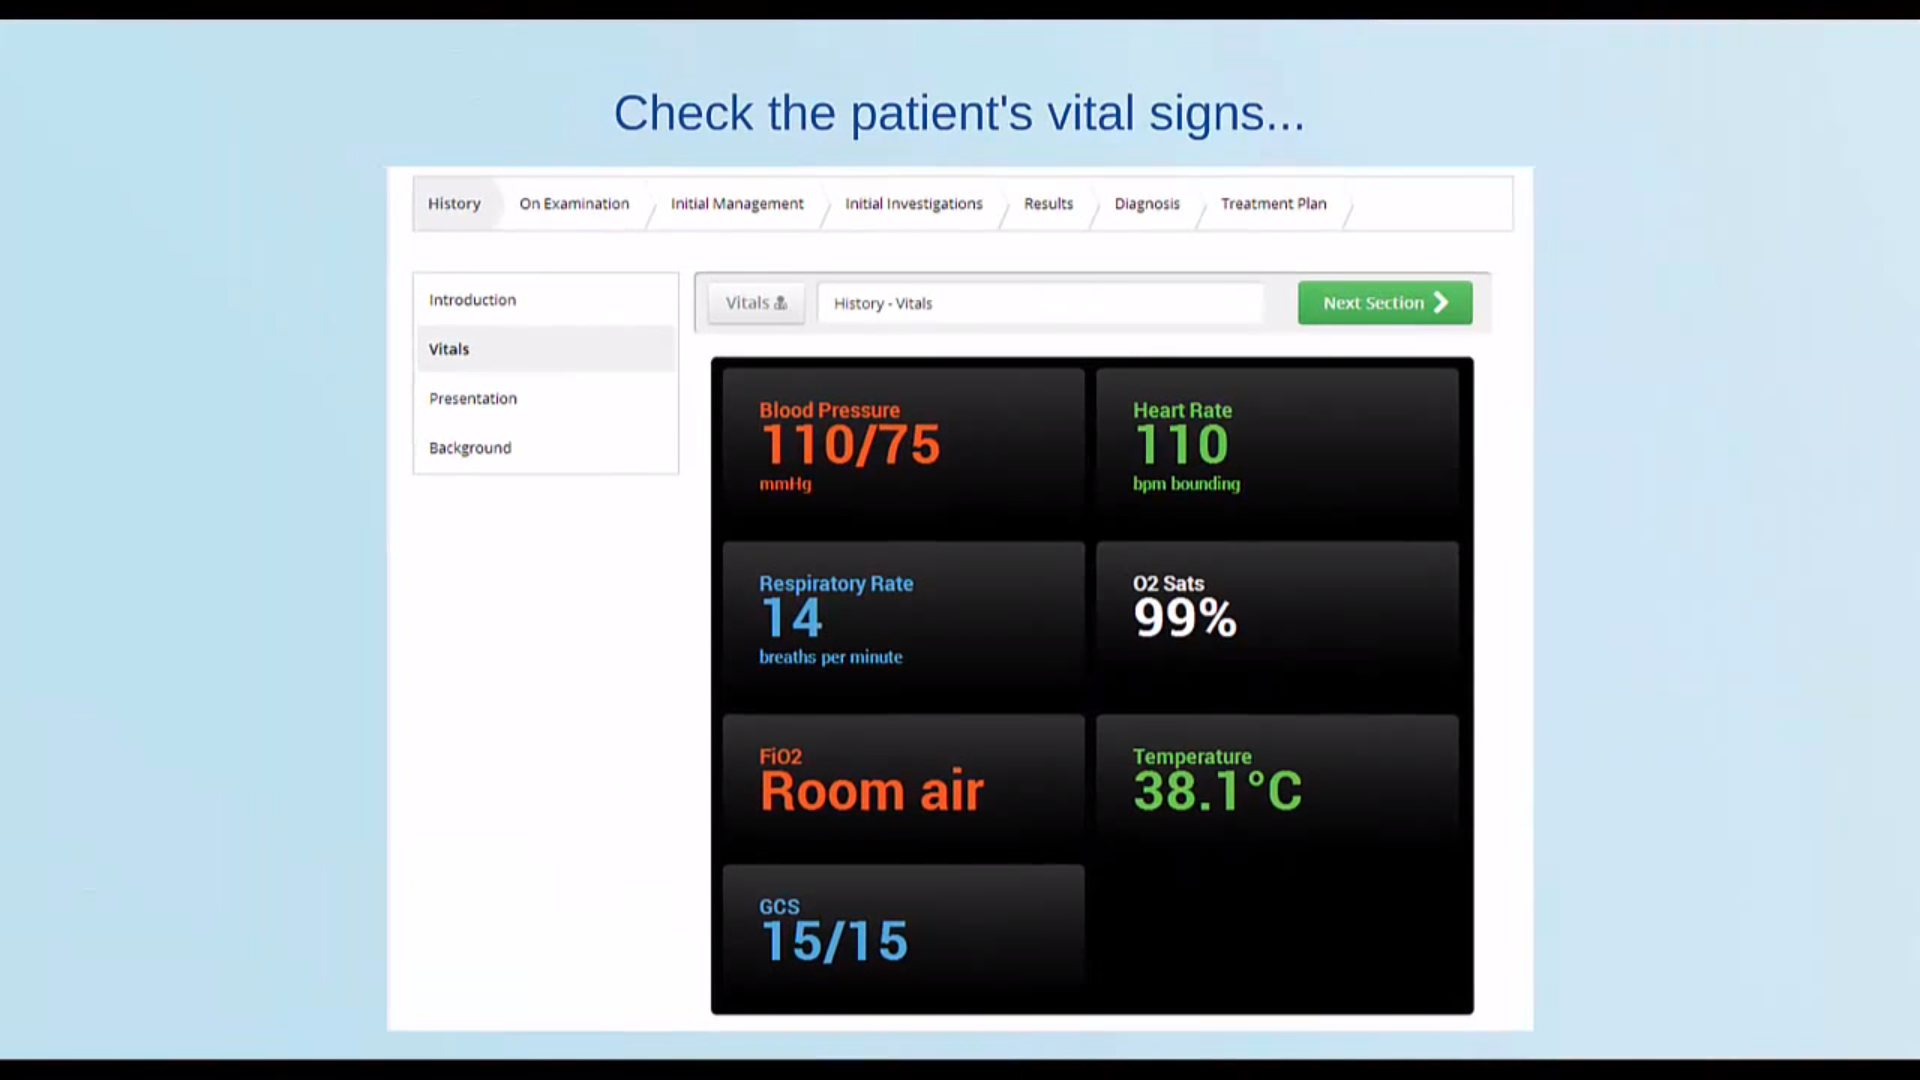 Check the patient's vital signs...
History
On Examination
Initial Management
Initial Investigations
Results
Diagnosis
Treatment Plan
Introduction
Vitals
Presentation
Background
Vitals
History - Vitals
Next Section
Blood Pressure
110/75
mmHg
Heart Rate
110
bpm bounding
Respiratory Rate
14
breaths per minute
O2 Sats
99%
FiO2
Room air
Temperature
38.1°C
GCS
15/15